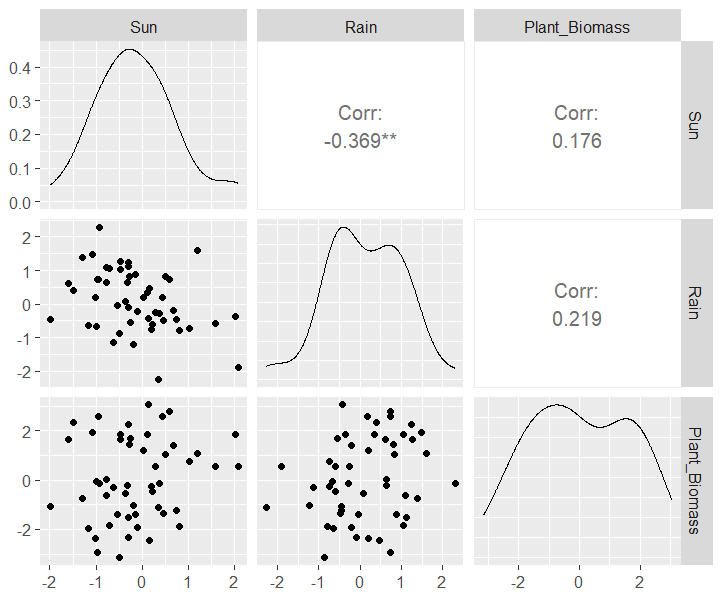 Sun
Rain
Plant_Biomass
0.4
0.3
0.2
0.1
0.0
Corr:
-0.369**
Corr:
0.176
Sun
2
1
0
-1
-2
Corr:
0.219
Rain
2
0
-2
Plant_Biomass
-2 -1 0 1 2
-2 -1 0 1 2
-2 0 2